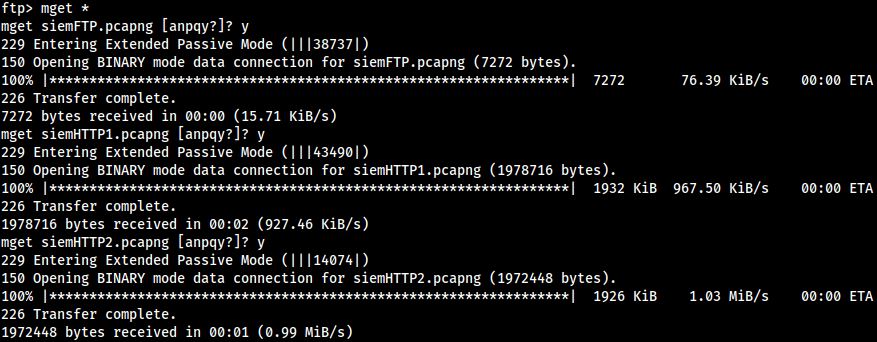 ftp> mget *
mget siemFTP.pcapng [anpqy?]? y
229 Entering Extended Passive Mode (|||38737|)
150 Opening BINARY mode data connection for siemFTP.pcapng (7272 bytes).
100% |*******************************************************************|  7272       76.39 KiB/s    00:00 ETA
226 Transfer complete.
7272 bytes received in 00:00 (15.71 KiB/s)
mget siemHTTP1.pcapng [anpqy?]? y
229 Entering Extended Passive Mode (|||43490|)
150 Opening BINARY mode data connection for siemHTTP1.pcapng (1978716 bytes).
100% |*******************************************************************|  1932 KiB  967.50 KiB/s    00:00 ETA
226 Transfer complete.
1978716 bytes received in 00:02 (927.46 KiB/s)
mget siemHTTP2.pcapng [anpqy?]? y
229 Entering Extended Passive Mode (|||14074|)
150 Opening BINARY mode data connection for siemHTTP2.pcapng (1972448 bytes).
100% |*******************************************************************|  1926 KiB    1.03 MiB/s    00:00 ETA
226 Transfer complete.
1972448 bytes received in 00:01 (0.99 MiB/s)